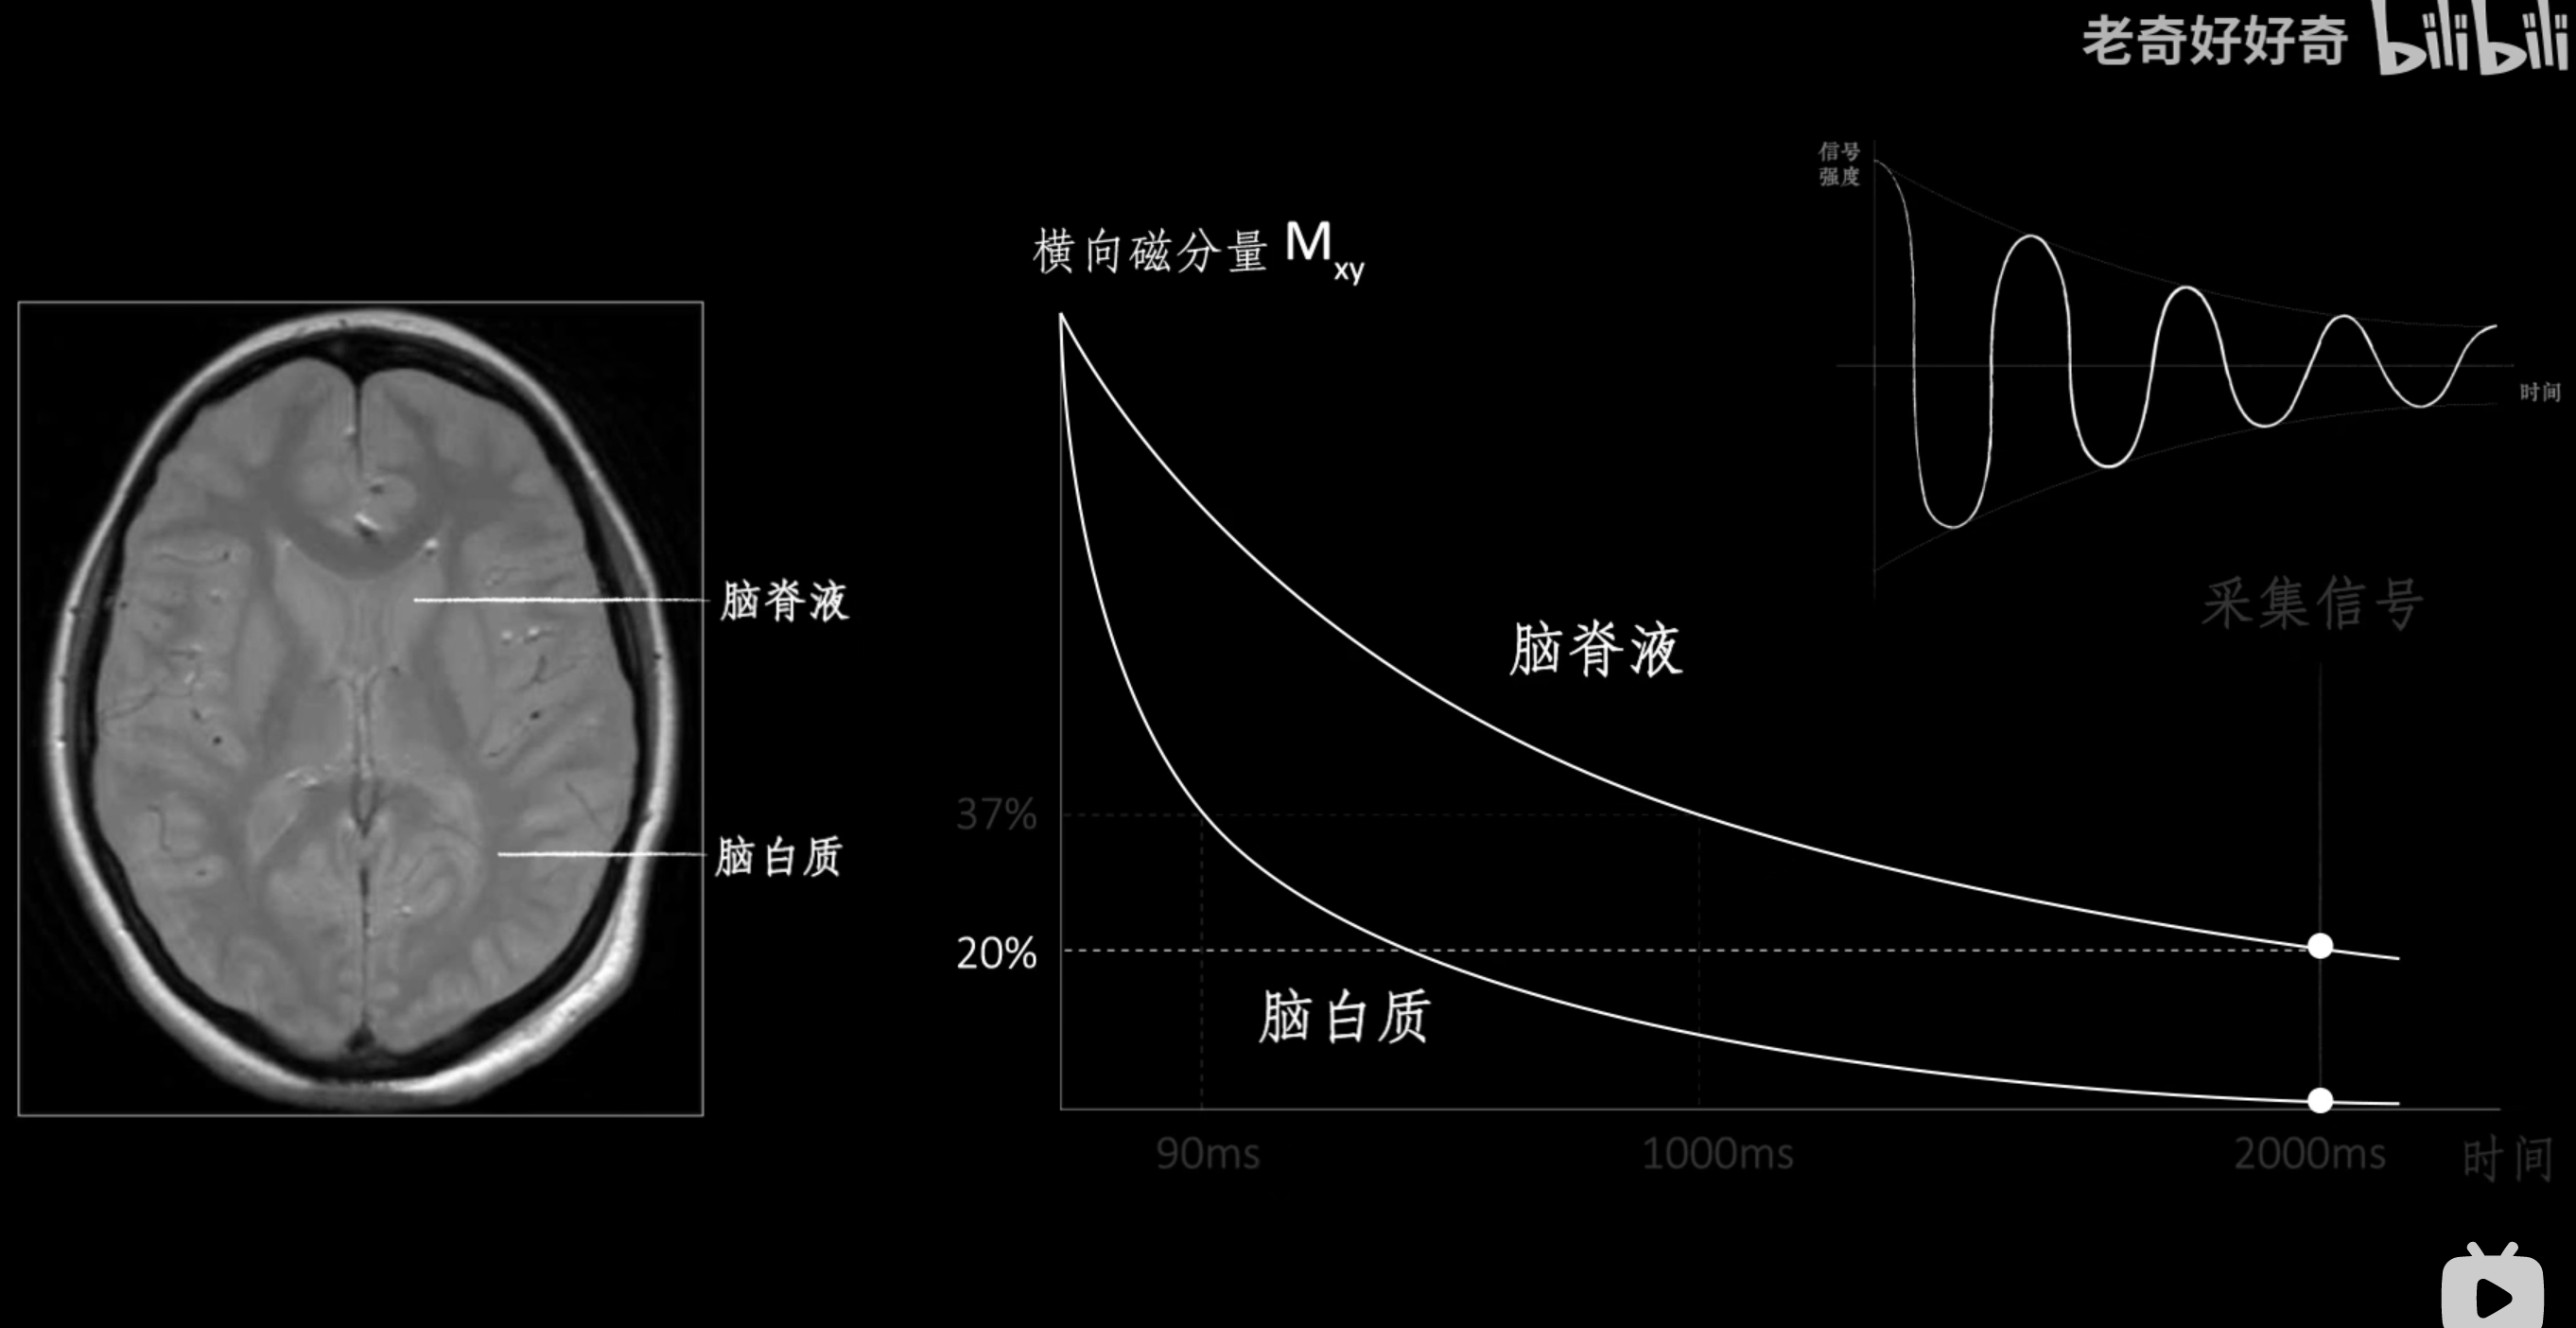 老奇好好奇 bilibili
信号
强度
时间
横向磁分量 Mxy
脑脊液
脑白质
采集信号
脑脊液
脑白质
37%
20%
90ms
1000ms
2000ms
时间